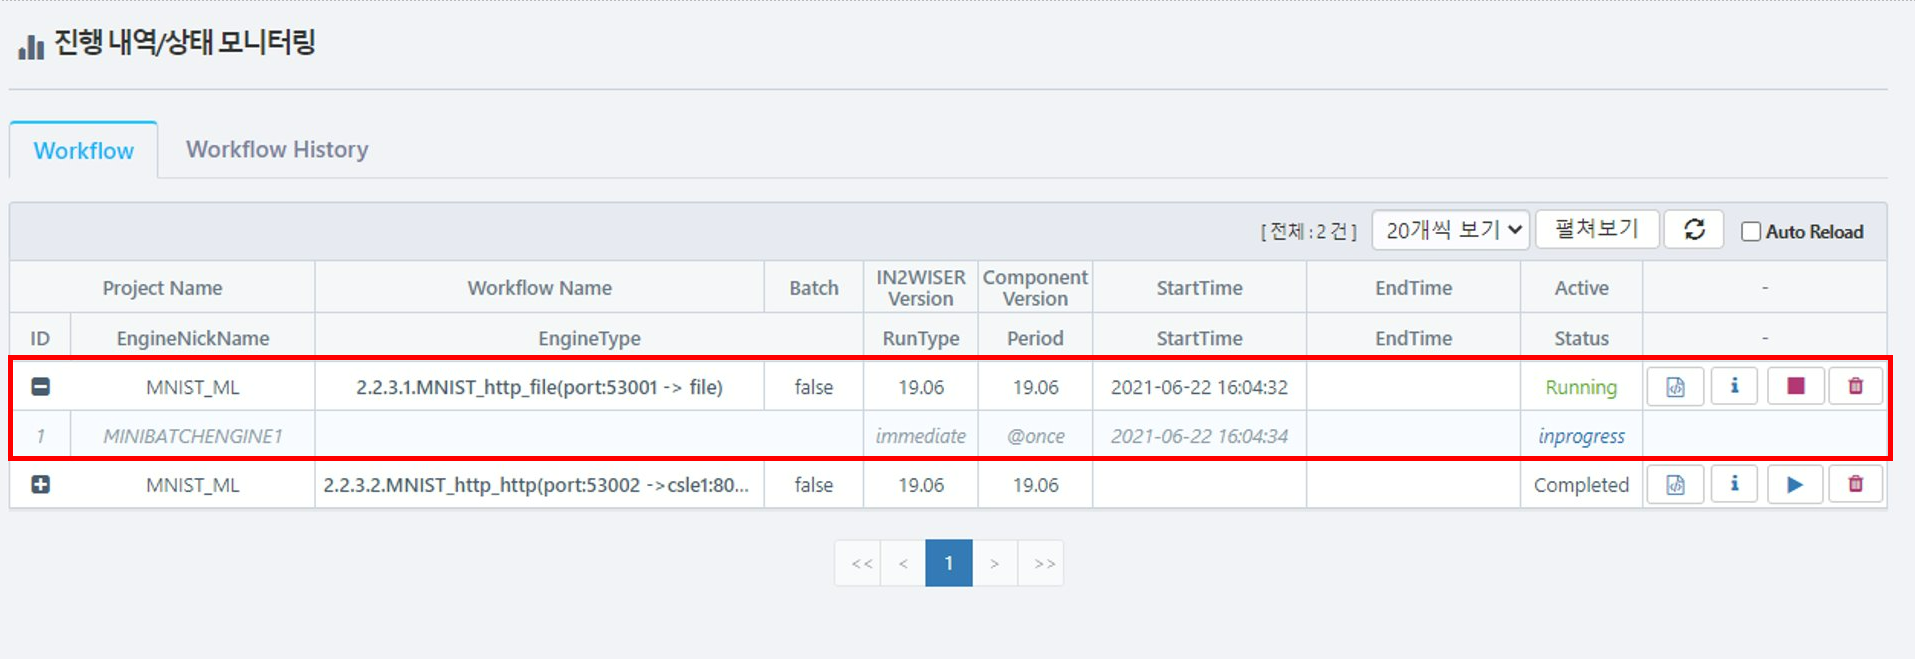 진행 내역/상태 모니터링
Workflow
Workflow History
[ 전체 : 2 건 ] 20개씩 보기 펼쳐보기 Auto Reload
Project Name Workflow Name Batch IN2WISER Version Component Version StartTime EndTime Active -
ID EngineNickName EngineType RunType Period StartTime EndTime Status -
MNIST_ML 2.2.3.1.MNIST_http_file(port:53001 -> file) false 19.06 19.06 2021-06-22 16:04:32 Running
1 MINIBATCHENGINE1 immediate @once 2021-06-22 16:04:34 inprogress
MNIST_ML 2.2.3.2.MNIST_http_http(port:53002 ->csle1:80... false 19.06 19.06 Completed
<< < 1 > >>